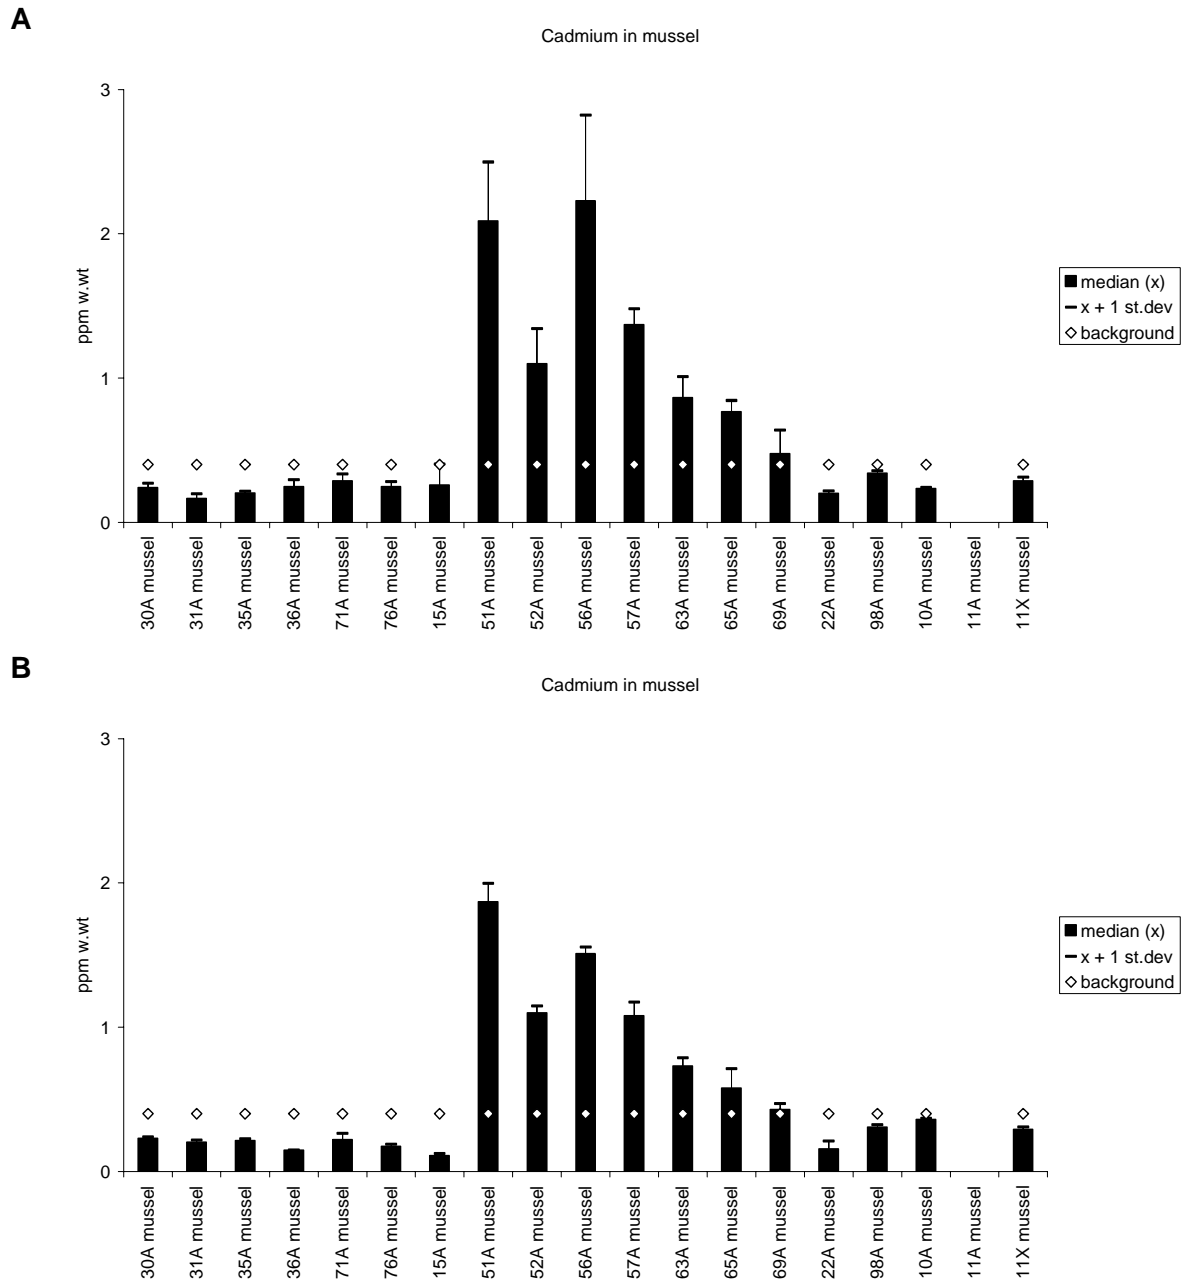 A
Cadmium in mussel
3
2
1
0
ppm w.wt
median (x)
x + 1 st.dev
background
30A mussel
31A mussel
35A mussel
36A mussel
71A mussel
76A mussel
15A mussel
51A mussel
52A mussel
56A mussel
57A mussel
63A mussel
65A mussel
69A mussel
22A mussel
98A mussel
10A mussel
11A mussel
11X mussel
B
Cadmium in mussel
3
2
1
0
ppm w.wt
median (x)
x + 1 st.dev
background
30A mussel
31A mussel
35A mussel
36A mussel
71A mussel
76A mussel
15A mussel
51A mussel
52A mussel
56A mussel
57A mussel
63A mussel
65A mussel
69A mussel
22A mussel
98A mussel
10A mussel
11A mussel
11X mussel